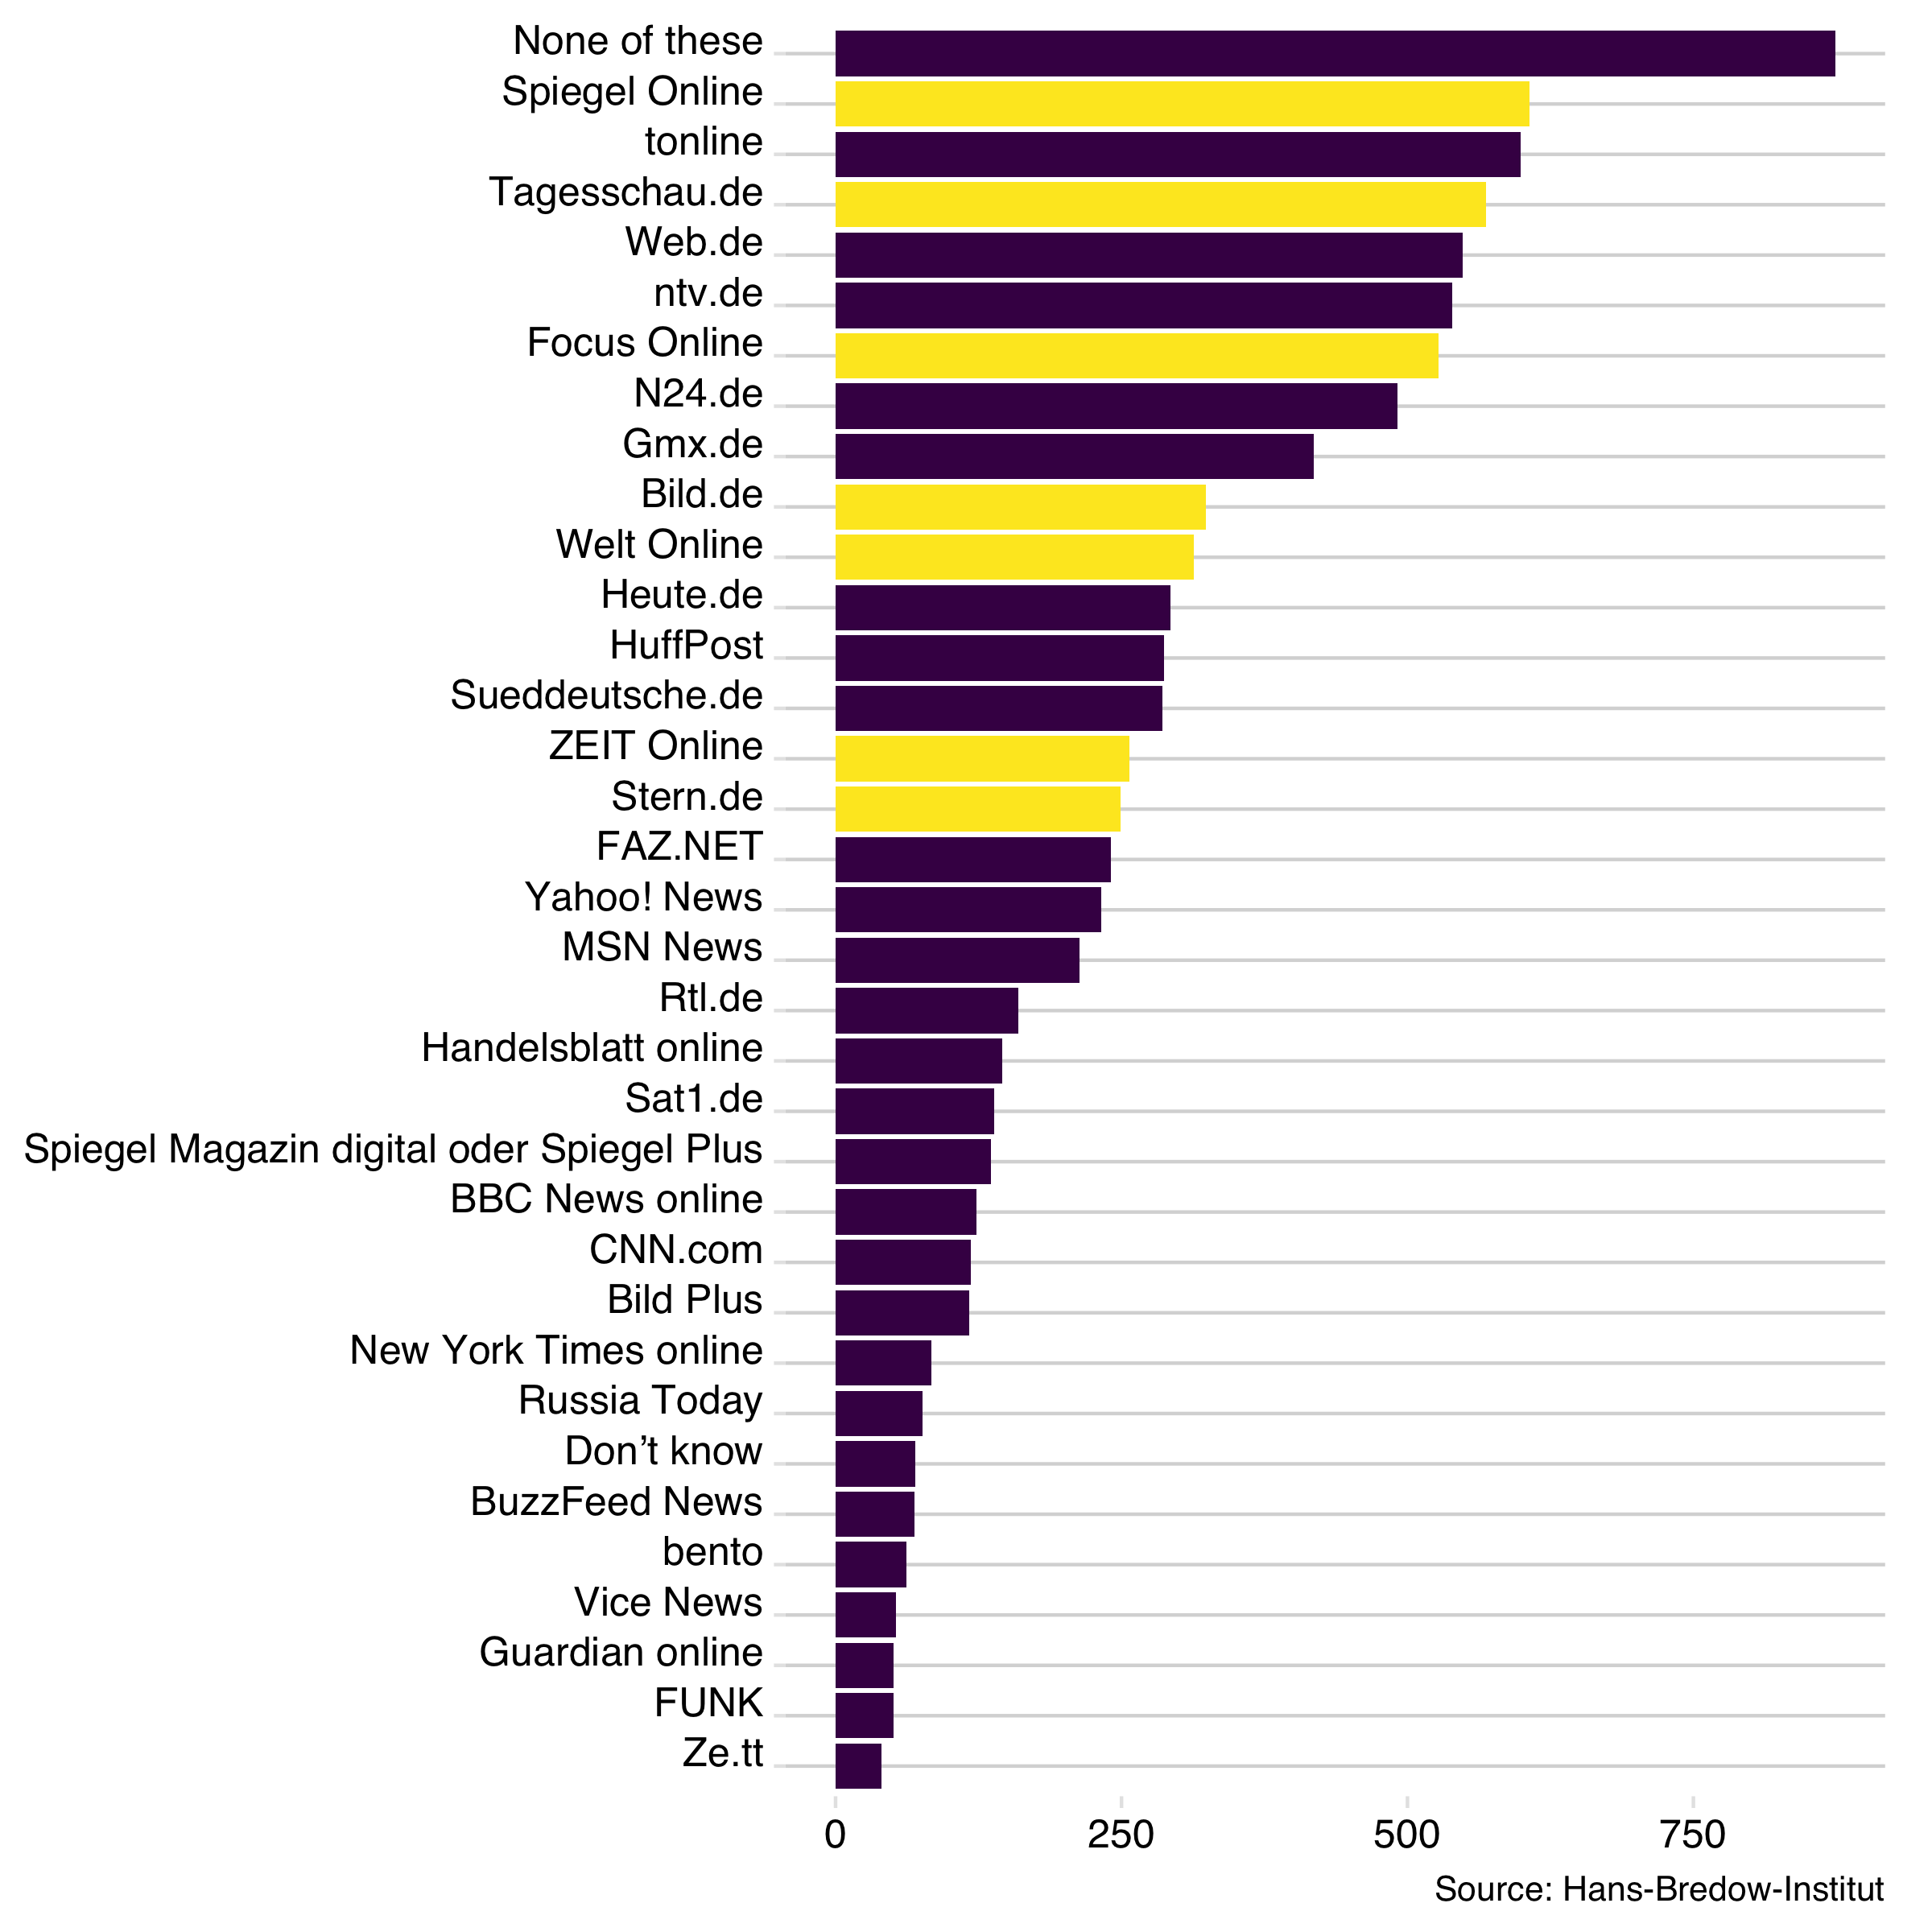 None of these
Spiegel Online
tonline
Tagesschau.de
Web.de
ntv.de
Focus Online
N24.de
Gmx.de
Bild.de
Welt Online
Heute.de
HuffPost
Sueddeutsche.de
ZEIT Online
Stern.de
FAZ.NET
Yahoo! News
MSN News
Rtl.de
Handelsblatt online
Sat1.de
Spiegel Magazin digital oder Spiegel Plus
BBC News online
CNN.com
Bild Plus
New York Times online
Russia Today
Don’t know
BuzzFeed News
bento
Vice News
Guardian online
FUNK
Ze.tt
0 250 500 750
Source: Hans-Bredow-Institut